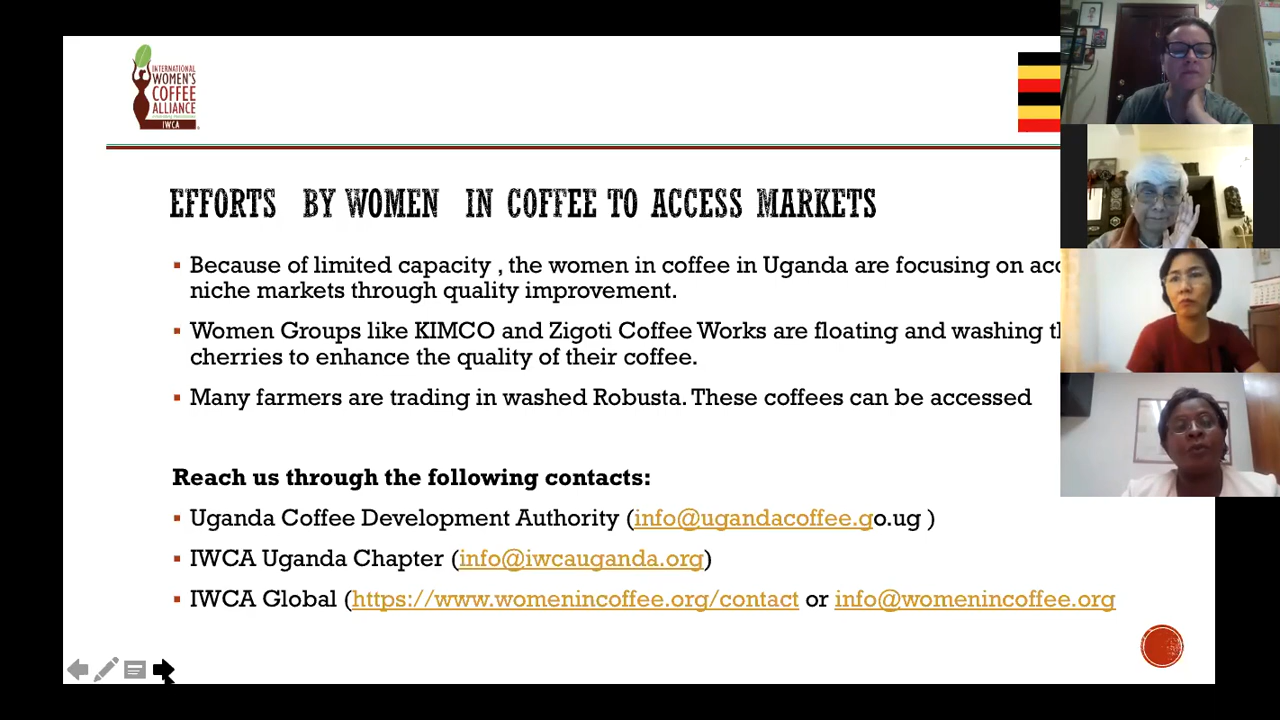 INTERNATIONAL
WOMEN'S
COFFEE
ALLIANCE
IWCA
EFFORTS BY WOMEN IN COFFEE TO ACCESS MARKETS
▪ Because of limited capacity , the women in coffee in Uganda are focusing on
niche markets through quality improvement.
▪ Women Groups like KIMCO and Zigoti Coffee Works are floating and washing
cherries to enhance the quality of their coffee.
▪ Many farmers are trading in washed Robusta. These coffees can be accessed
Reach us through the following contacts:
▪ Uganda Coffee Development Authority (info@ugandacoffee.go.ug )
▪ IWCA Uganda Chapter (info@iwcauganda.org)
▪ IWCA Global (https://www.womenincoffee.org/contact or info@womenincoffee.org